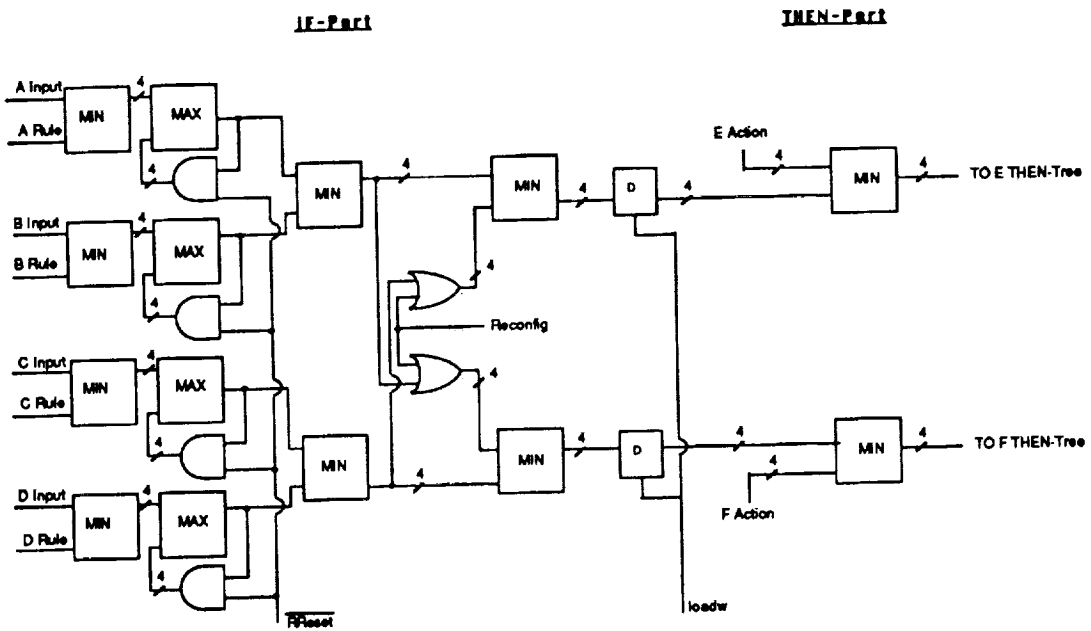 IF-Part
THEN-Part
A Input
4
MIN
MAX
A Rule
4
MIN
4
MIN
4
D
4
E Action
4
MIN
4
TO E THEN-Tree
B Input
4
MIN
MAX
B Rule
4
4
Reconfig
4
C Input
4
MIN
MAX
C Rule
4
MIN
4
MIN
4
D
4
MIN
4
TO F THEN-Tree
4
F Action
D Input
4
MIN
MAX
D Rule
4
RReset
loadw